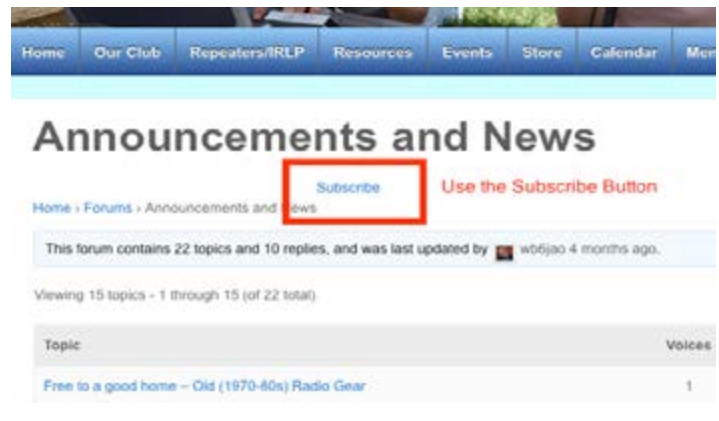 Home Our Club Repeaters/IRLP Resources Events Store Calendar Mem
Announcements and News
Subscribe Use the Subscribe Button
Home › Forums › Announcements and News
This forum contains 22 topics and 10 replies, and was last updated by wb6jao 4 months ago.
Viewing 15 topics - 1 through 15 (of 22 total)
Topic Voices
Free to a good home – Old (1970-80s) Radio Gear 1